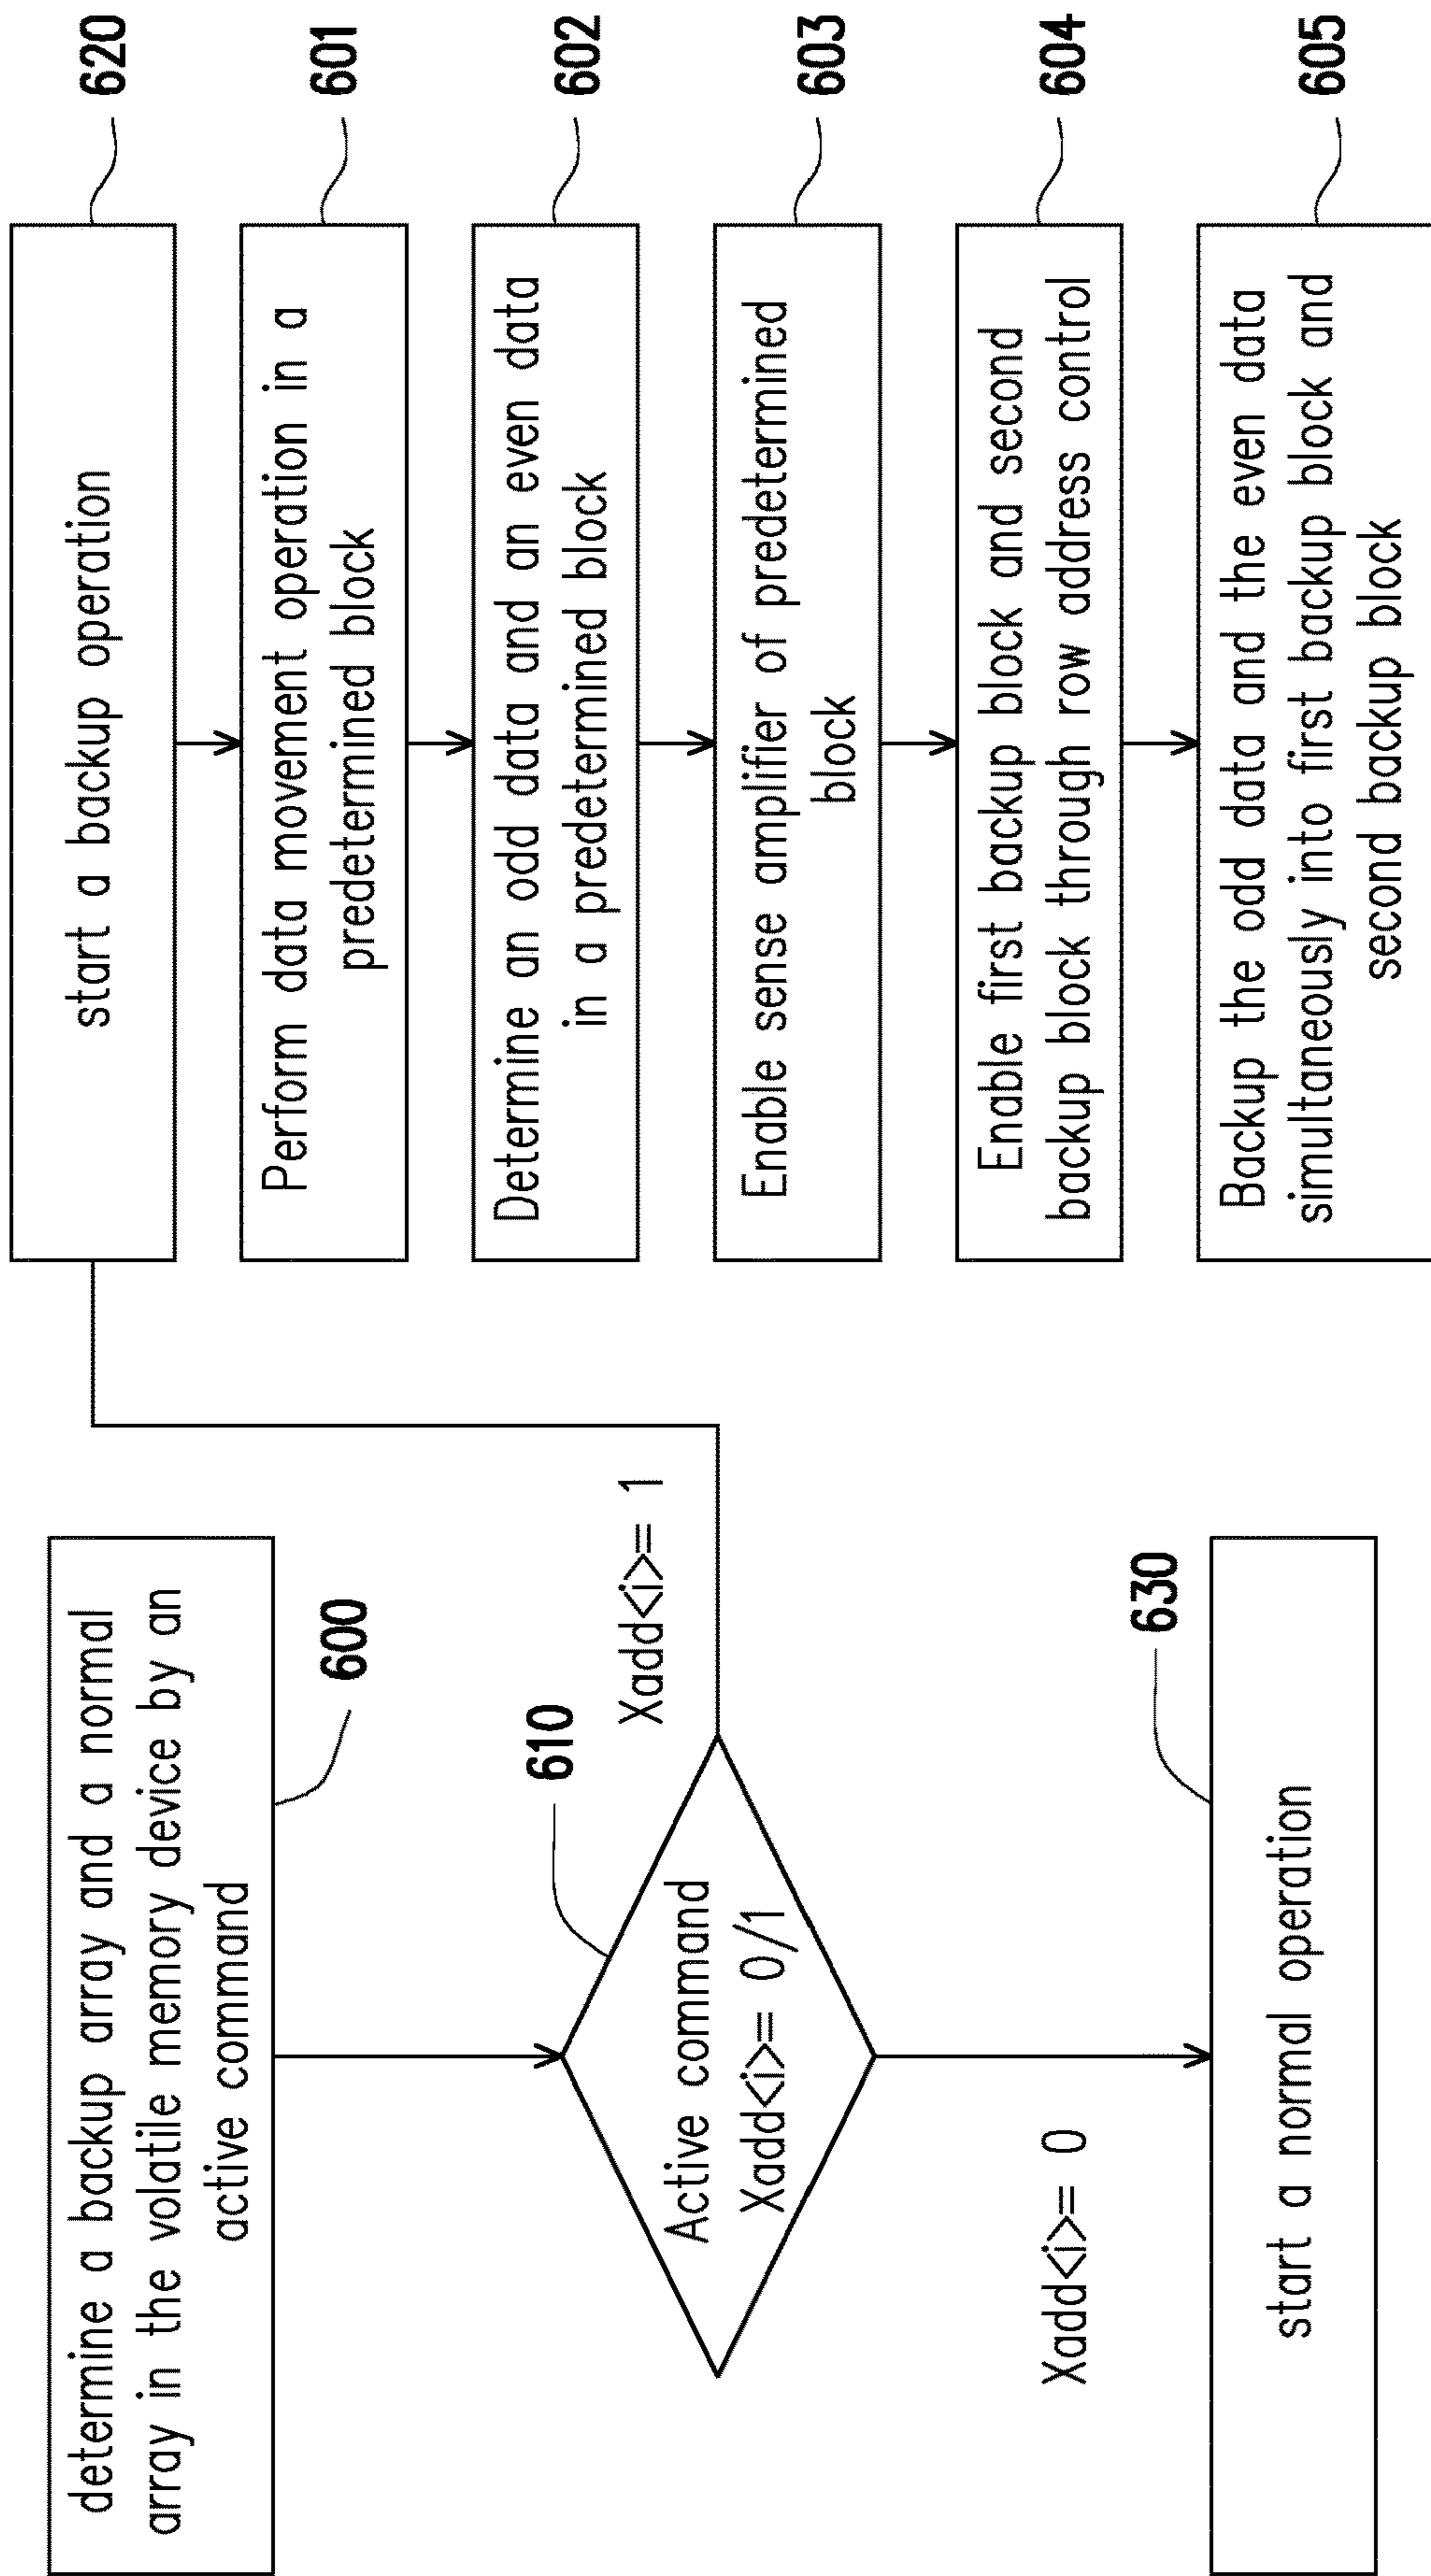 determine a backup array and a normal
array in the volatile memory device by an
active command
600
610
Active command
Xadd<i>= 0/1
Xadd<i>= 1
Xadd<i>= 0
630
start a normal operation
start a backup operation
620
Perform data movement operation in a
predetermined block
601
Determine an odd data and an even data
in a predetermined block
602
Enable sense amplifier of predetermined
block
603
Enable first backup block and second
backup block through row address control
604
Backup the odd data and the even data
simultaneously into first backup block and
second backup block
605